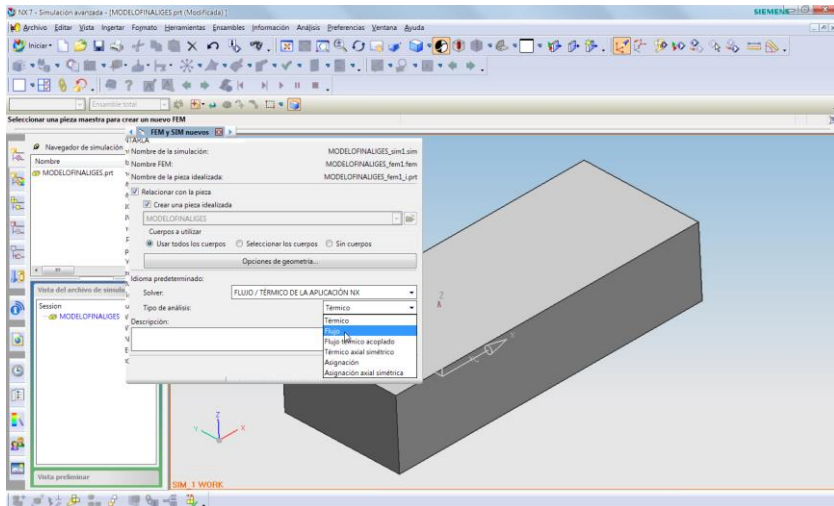 NX 7 - Simulación avanzada - [MODELOFINALIGES.prt (Modificada) ]
SIEMENS
Archivo Editar Vista Insertar Formato Herramientas Ensambles Información Análisis Preferencias Ventana Ayuda
Iniciar
Ensamble total
Seleccionar una pieza maestra para crear un nuevo FEM
FEM y SIM nuevos
Navegador de simulación
Nombre
MODELOFINALIGES.prt
Nombre de la simulación: MODELOFINALIGES_sim1.sim
Nombre FEM: MODELOFINALIGES_fem1.fem
Nombre de la pieza idealizada: MODELOFINALIGES_fem1_i.prt
Relacionar con la pieza
Crear una pieza idealizada
MODELOFINALIGES
Cuerpos a utilizar
Usar todos los cuerpos Seleccionar los cuerpos Sin cuerpos
Opciones de geometría...
Idioma predeterminado:
Solver: FLUJO / TÉRMICO DE LA APLICACIÓN NX
Tipo de análisis: Térmico
Térmico
Flujo
Flujo térmico acoplado
Térmico axial simétrico
Asignación
Asignación axial simétrica
Descripción:
Vista del archivo de simula
Session
MODELOFINALIGES
Vista preliminar
Z
X
Z
Y
X
SIM_1 WORK